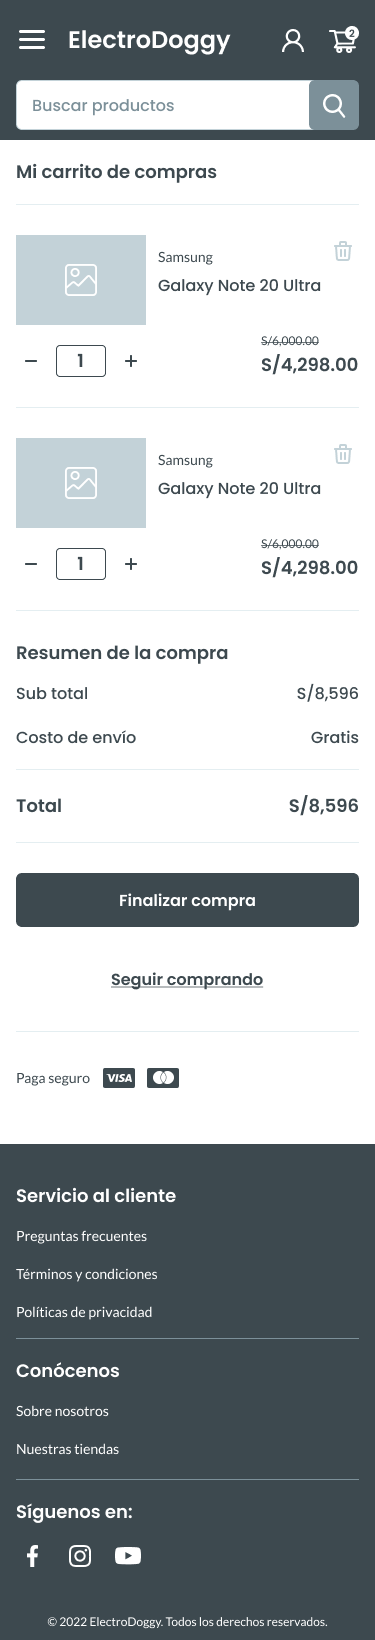 ElectroDoggy
2
Buscar productos
Mi carrito de compras
Samsung
Galaxy Note 20 Ultra
S/6,000.00
− 1 +
S/4,298.00
Samsung
Galaxy Note 20 Ultra
S/6,000.00
− 1 +
S/4,298.00
Resumen de la compra
Sub total S/8,596
Costo de envío Gratis
Total S/8,596
Finalizar compra
Seguir comprando
Paga seguro VISA
Servicio al cliente
Preguntas frecuentes
Términos y condiciones
Políticas de privacidad
Conócenos
Sobre nosotros
Nuestras tiendas
Síguenos en:
© 2022 ElectroDoggy. Todos los derechos reservados.